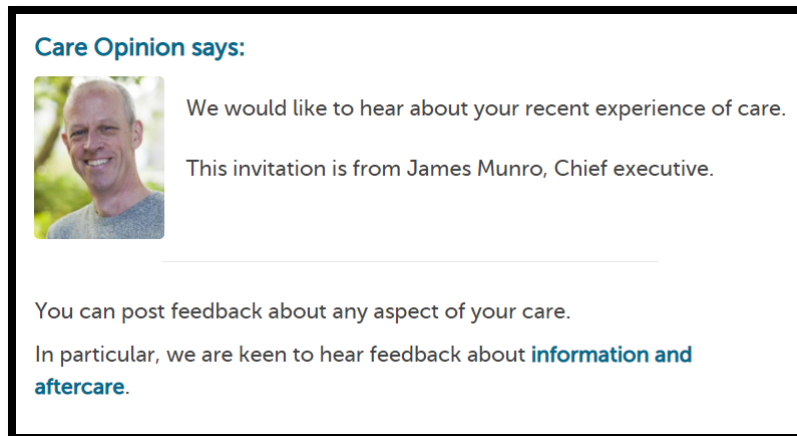 Care Opinion says:
We would like to hear about your recent experience of care.
This invitation is from James Munro, Chief executive.
You can post feedback about any aspect of your care.
In particular, we are keen to hear feedback about information and
aftercare.